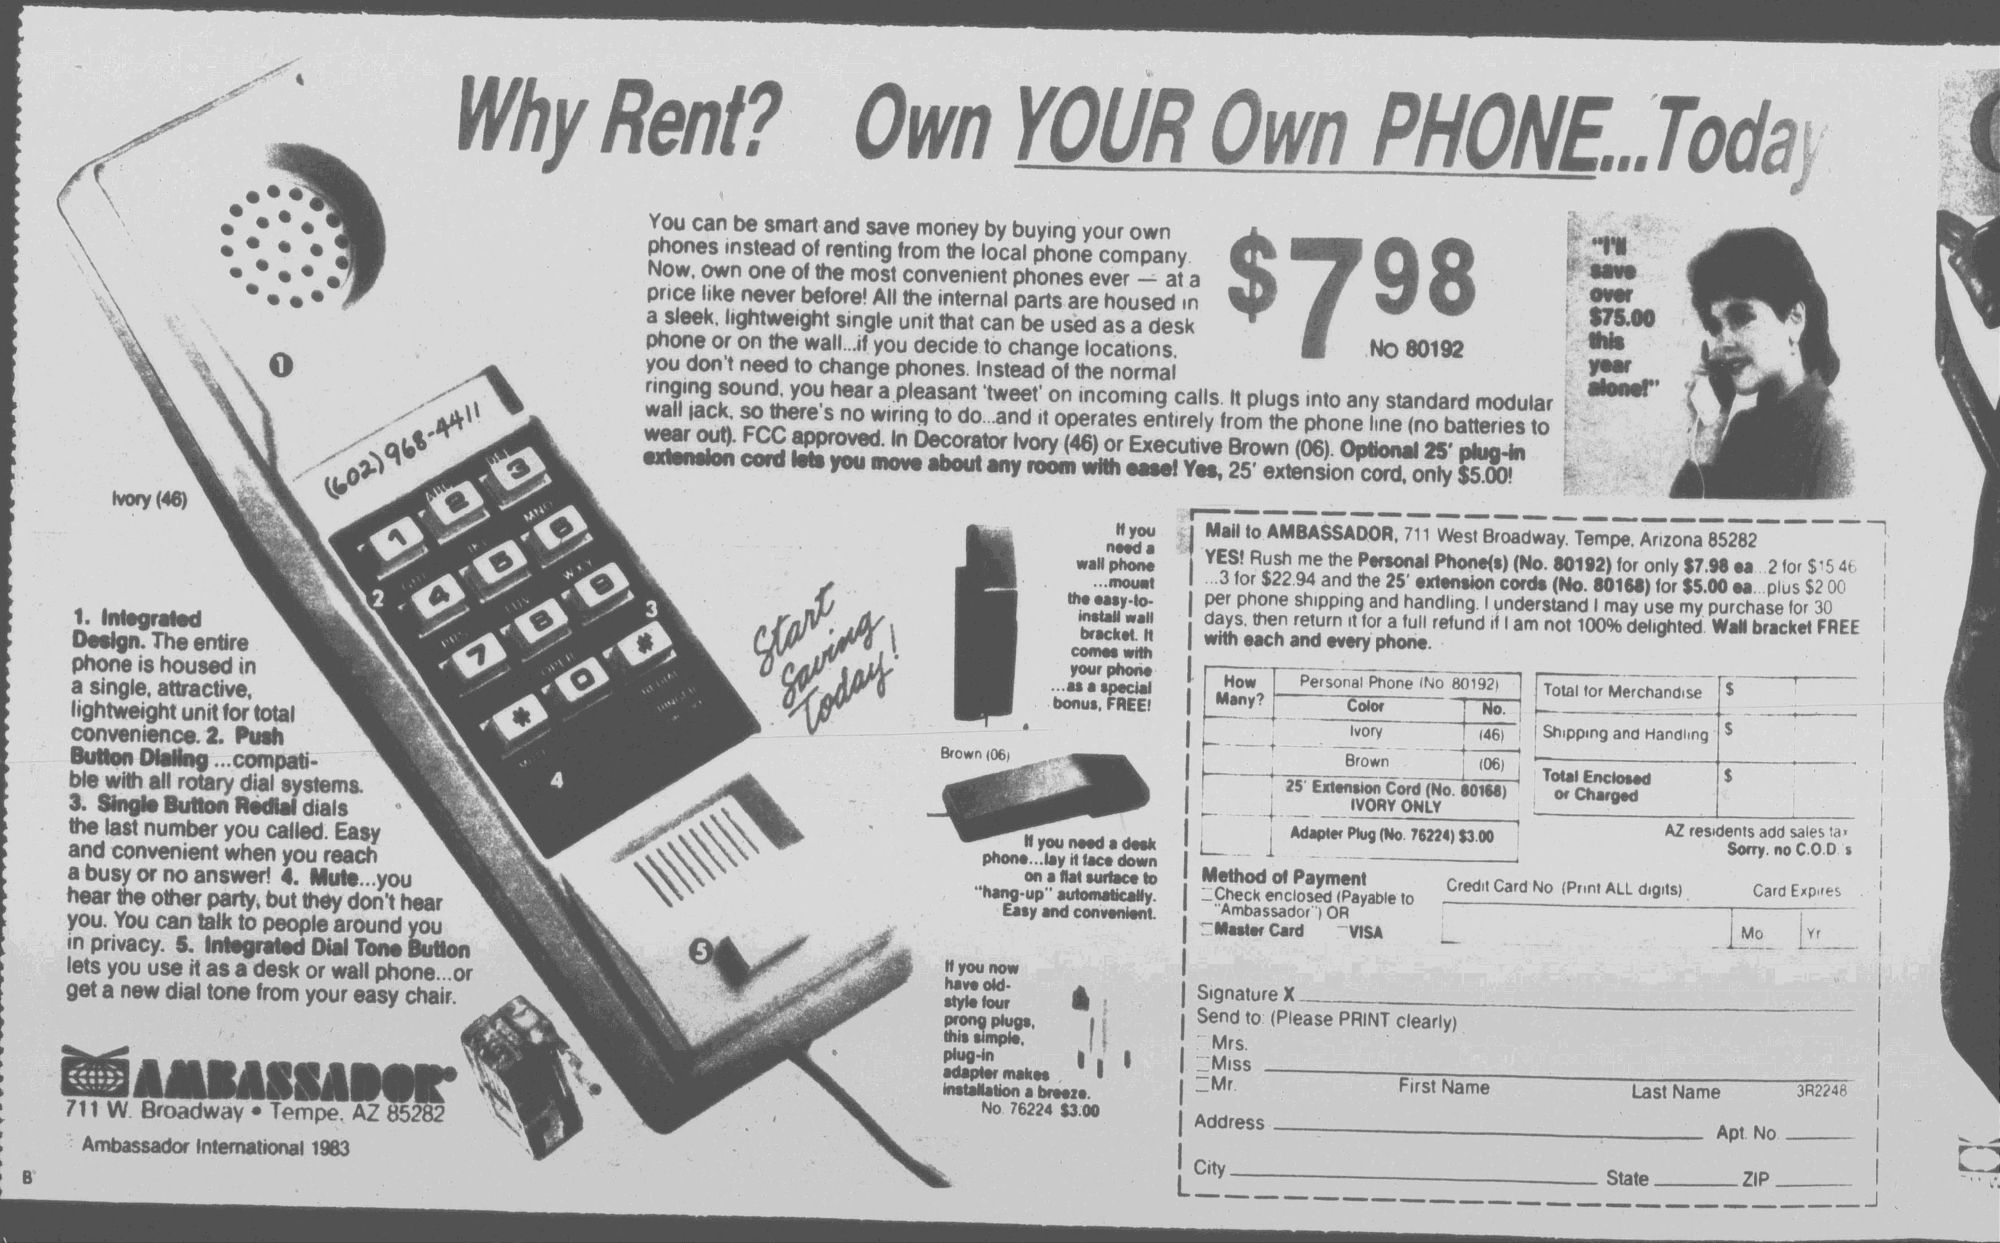 Why Rent? Own YOUR Own PHONE...Today
You can be smart and save money by buying your own
phones instead of renting from the local phone company.
Now, own one of the most convenient phones ever — at a
price like never before! All the internal parts are housed in
a sleek, lightweight single unit that can be used as a desk
phone or on the wall...if you decide to change locations,
you don't need to change phones. Instead of the normal
ringing sound, you hear a pleasant 'tweet' on incoming calls. It plugs into any standard modular
wall jack, so there's no wiring to do...and it operates entirely from the phone line (no batteries to
wear out). FCC approved. In Decorator Ivory (46) or Executive Brown (06). Optional 25' plug-in
extension cord lets you move about any room with ease! Yes, 25' extension cord, only $5.00!
$798
No 80192
"I'll
save
over
$75.00
this
year
alone!"
1
(602) 968-4411
Ivory (46)
ABC
1 2 3
MNO
4 5 6
WXY
7 8 9
OPER
* 0 #
REDIAL
2
3
4
5
Start
Saving
Today!
1. Integrated
Design. The entire
phone is housed in
a single, attractive,
lightweight unit for total
convenience. 2. Push
Button Dialing ...compati-
ble with all rotary dial systems.
3. Single Button Redial dials
the last number you called. Easy
and convenient when you reach
a busy or no answer! 4. Mute...you
hear the other party, but they don't hear
you. You can talk to people around you
in privacy. 5. Integrated Dial Tone Button
lets you use it as a desk or wall phone...or
get a new dial tone from your easy chair.
AMBASSADOR
711 W. Broadway • Tempe, AZ 85282
Ambassador International 1983
B
If you
need a
wall phone
...mount
the easy-to-
install wall
bracket. It
comes with
your phone
...as a special
bonus, FREE!
Brown (06)
If you need a desk
phone...lay it face down
on a flat surface to
"hang-up" automatically.
Easy and convenient.
If you now
have old-
style four
prong plugs,
this simple,
plug-in
adapter makes
installation a breeze.
No. 76224 $3.00
Mail to AMBASSADOR, 711 West Broadway, Tempe, Arizona 85282
YES! Rush me the Personal Phone(s) (No. 80192) for only $7.98 ea...2 for $15.46
...3 for $22.94 and the 25' extension cords (No. 80168) for $5.00 ea...plus $2.00
per phone shipping and handling. I understand I may use my purchase for 30
days, then return it for a full refund if I am not 100% delighted. Wall bracket FREE
with each and every phone.
How Many? Personal Phone (No 80192)
Color No.
Ivory (46)
Brown (06)
25' Extension Cord (No. 80168)
IVORY ONLY
Adapter Plug (No. 76224) $3.00
Total for Merchandise $
Shipping and Handling $
Total Enclosed
or Charged $
AZ residents add sales tax
Sorry, no C.O.D.'s
Method of Payment
Check enclosed (Payable to
"Ambassador") OR
Master Card VISA
Credit Card No (Print ALL digits) Card Expires
Mo Yr
Signature X
Send to: (Please PRINT clearly)
Mrs.
Miss
Mr.
First Name Last Name 3R2248
Address Apt. No.
City State ZIP